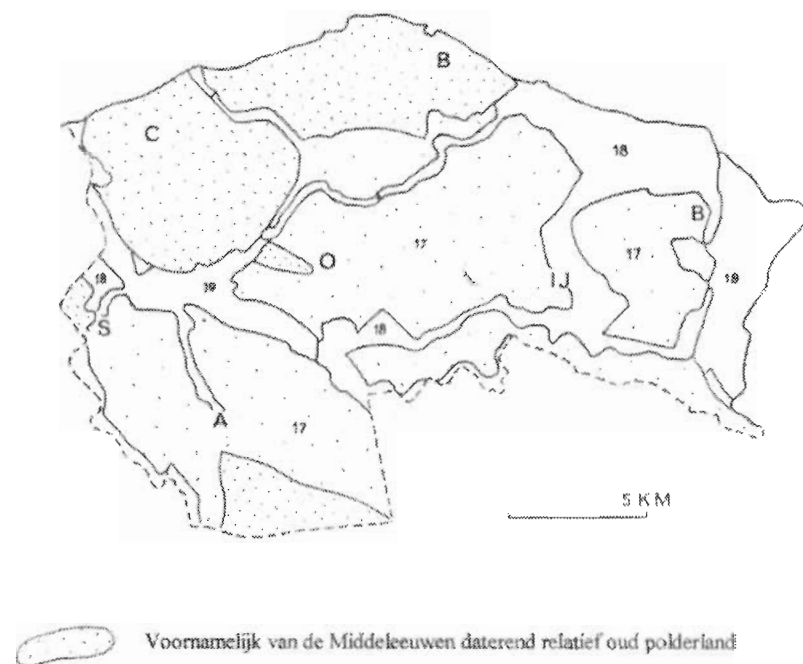 B
C
18
B
17
17
O
18
19
19
IJ
18
S
A
17
5 KM
Voornamelijk van de Middeleeuwen daterend relatief oud polderland